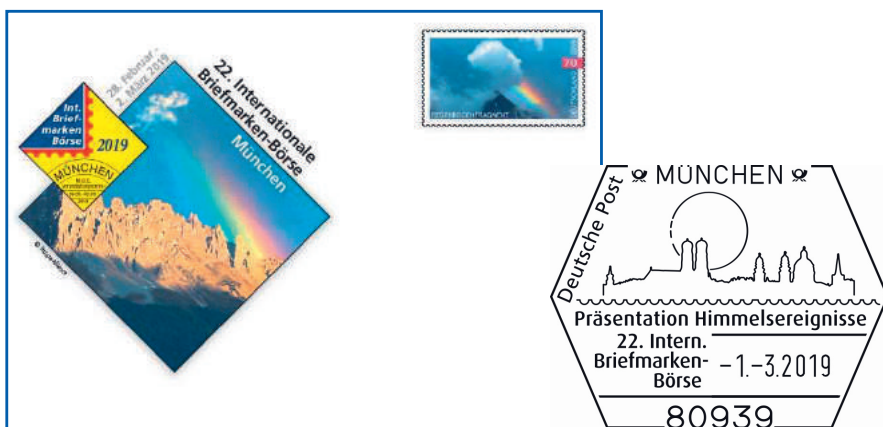 28. Februar -
2. März 2019
22. Internationale
Briefmarken-Börse
München
Int.
Brief-
marken
Börse
2019
MÜNCHEN
70
DEUTSCHLAND
MÜNCHEN
Deutsche Post
Präsentation Himmelsereignisse
22. Intern.
Briefmarken-
Börse
-1.-3.2019
80939